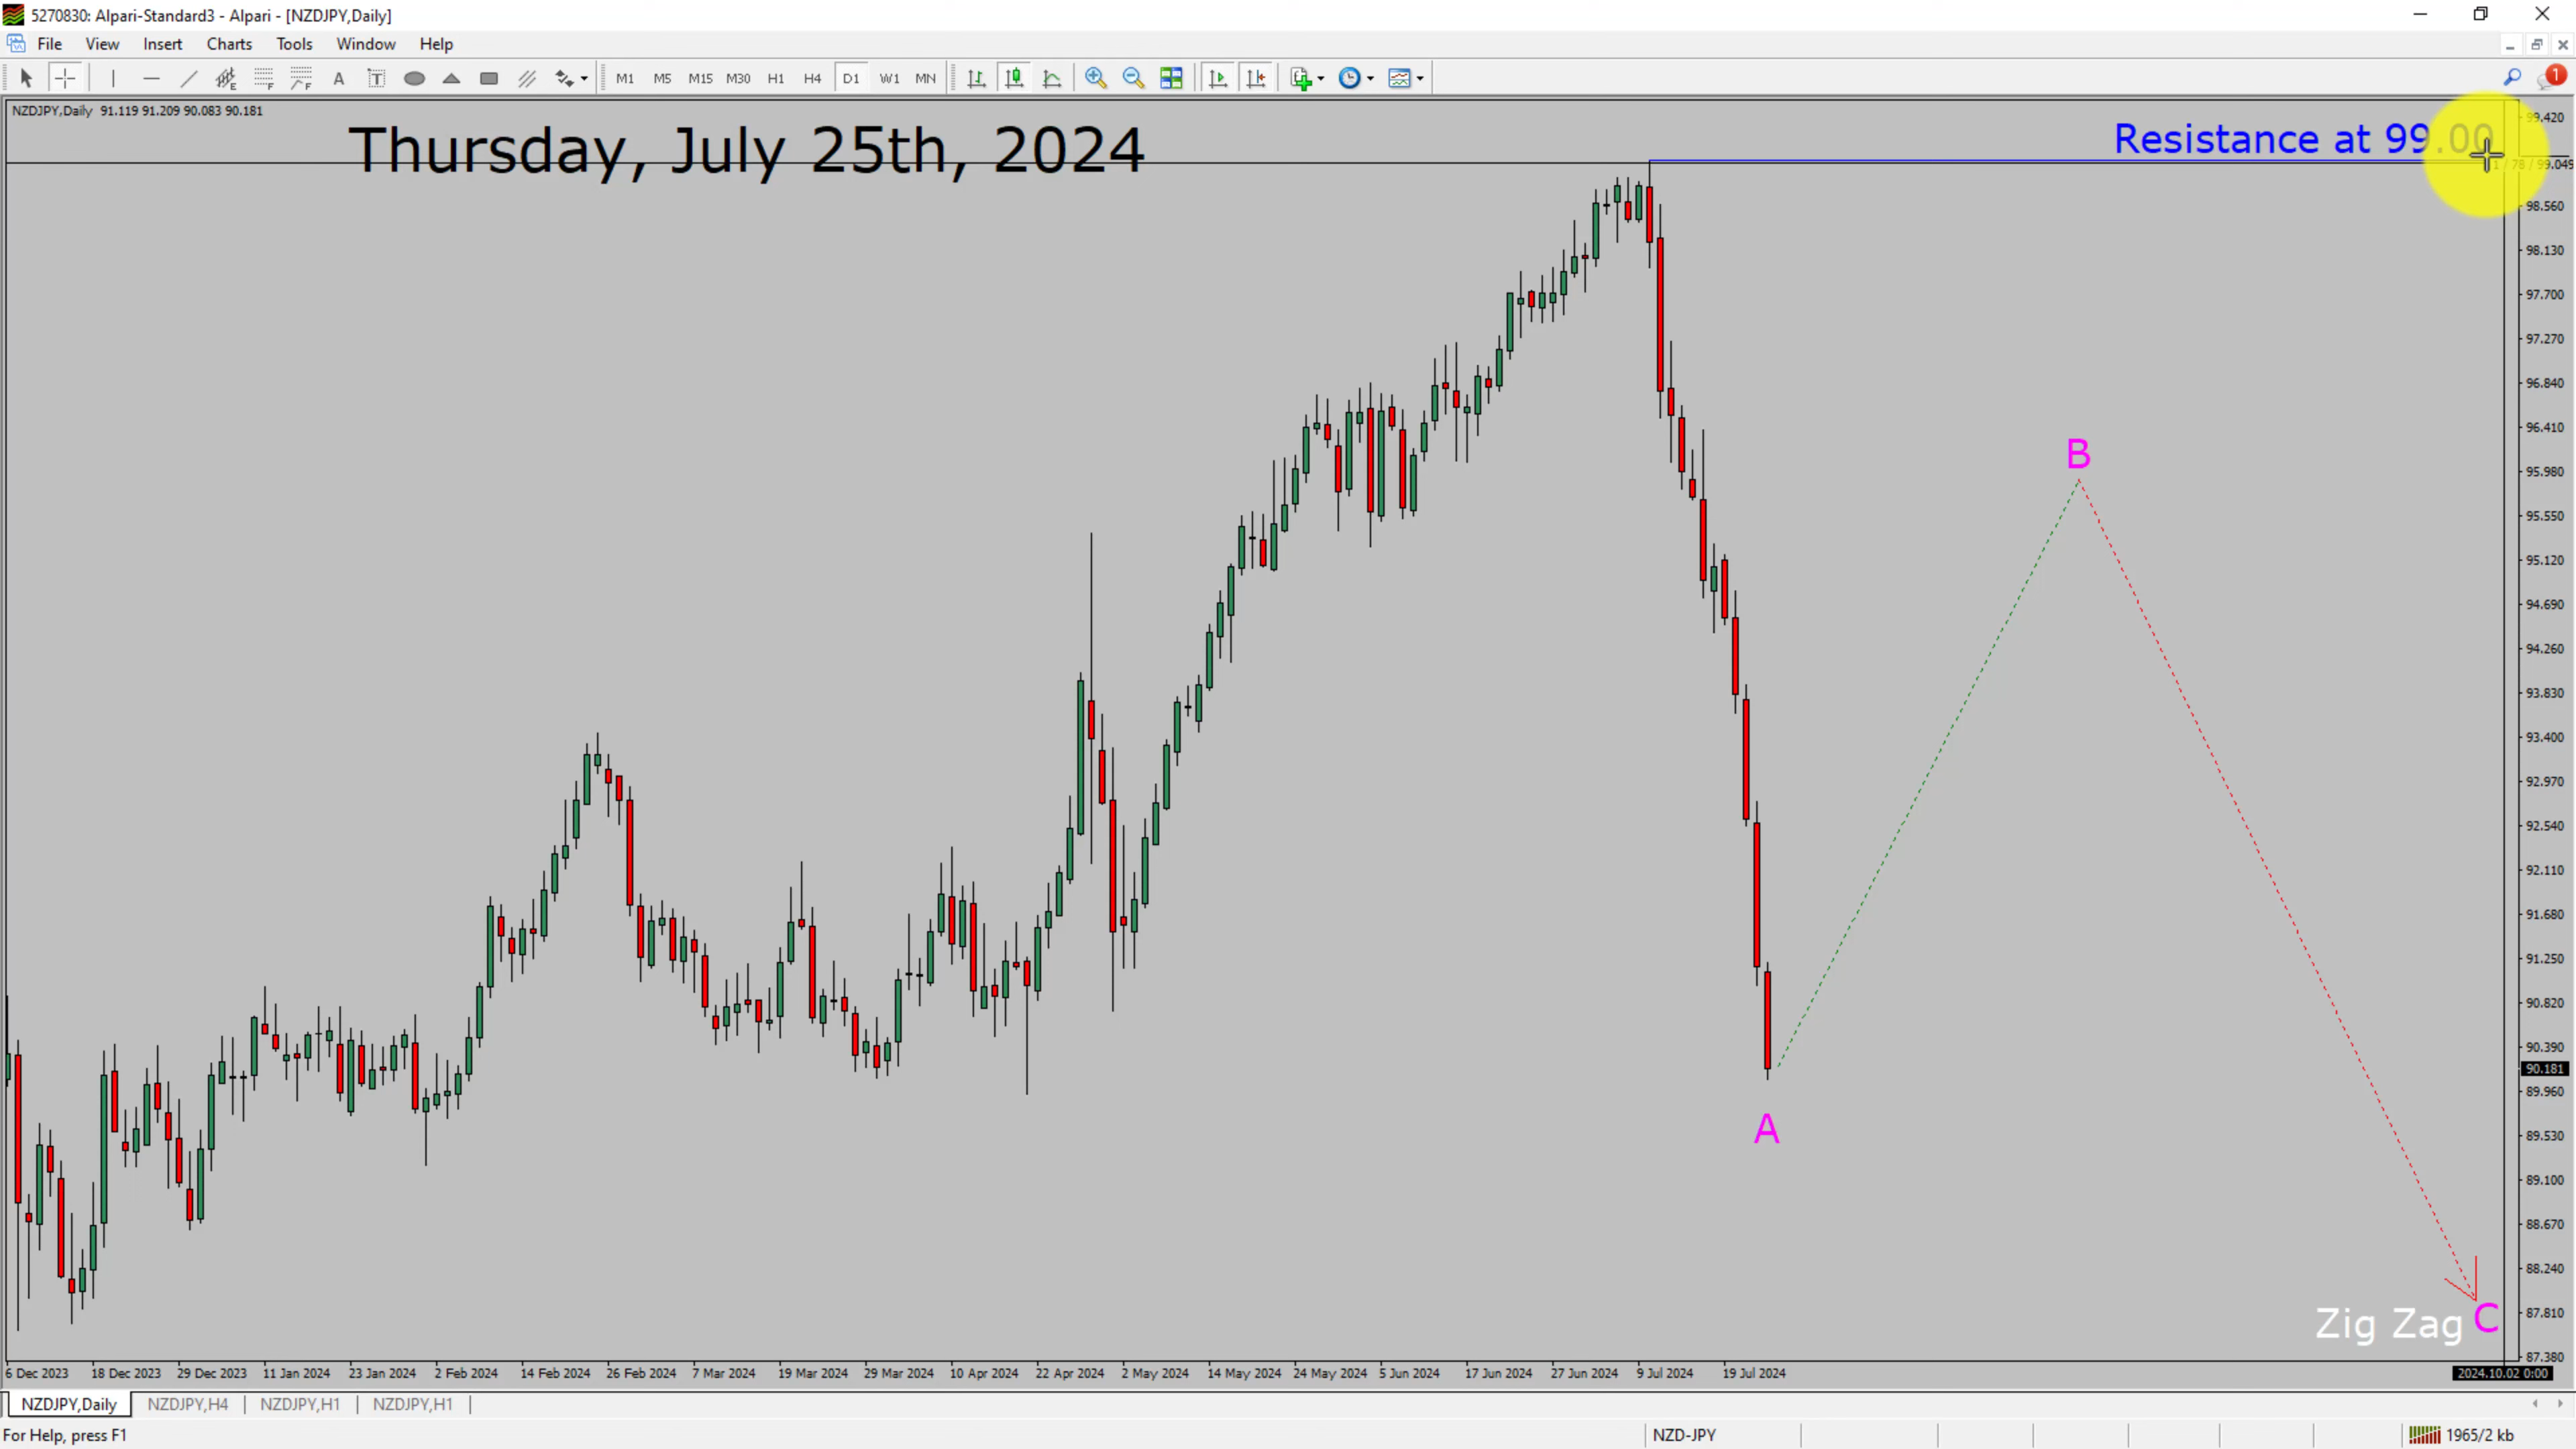 5270830: Alpari-Standard3 - Alpari - [NZDJPY,Daily]
File View Insert Charts Tools Window Help
A T M1 M5 M15 M30 H1 H4 D1 W1 MN 1
NZDJPY,Daily 91.119 91.209 90.083 90.181
Thursday, July 25th, 2024
Resistance at 99.00
99.420
1 / 78 / 99.049
98.560
98.130
97.700
97.270
96.840
96.410
B
95.980
95.550
95.120
94.690
94.260
93.830
93.400
92.970
92.540
92.110
91.680
91.250
90.820
90.390
90.181
89.960
A
89.530
89.100
88.670
88.240
87.810
Zig Zag C
87.380
6 Dec 2023 18 Dec 2023 29 Dec 2023 11 Jan 2024 23 Jan 2024 2 Feb 2024 14 Feb 2024 26 Feb 2024 7 Mar 2024 19 Mar 2024 29 Mar 2024 10 Apr 2024 22 Apr 2024 2 May 2024 14 May 2024 24 May 2024 5 Jun 2024 17 Jun 2024 27 Jun 2024 9 Jul 2024 19 Jul 2024 2024.10.02 0:00
NZDJPY,Daily NZDJPY,H4 NZDJPY,H1 NZDJPY,H1
For Help, press F1 NZD-JPY 1965/2 kb